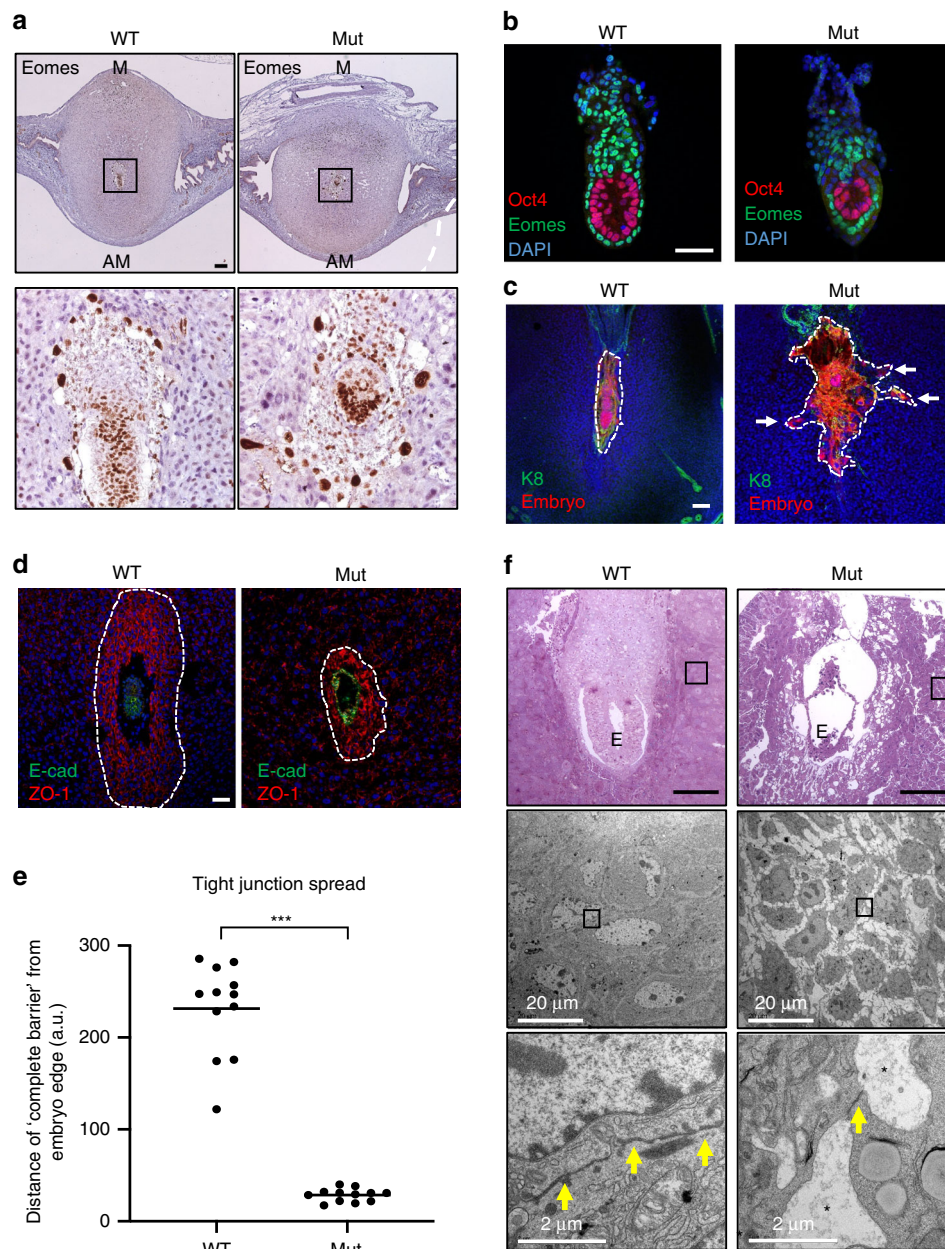 a
WT
Mut
Eomes
M
Eomes
M
AM
AM
b
WT
Mut
Oct4
Eomes
DAPI
Oct4
Eomes
DAPI
c
WT
Mut
K8
Embryo
K8
Embryo
d
WT
Mut
E-cad
ZO-1
E-cad
ZO-1
e
Tight junction spread
***
Distance of 'complete barrier' from
embryo edge (a.u.)
300
200
100
0
WT
Mut
f
WT
Mut
E
E
20 μm
20 μm
*
*
2 μm
2 μm